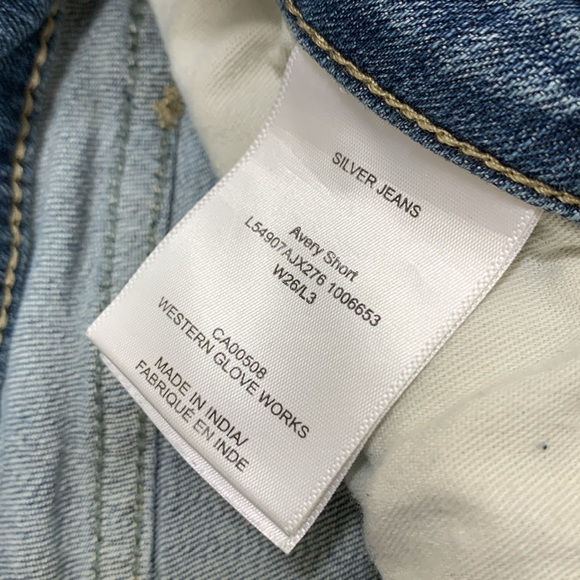 SILVER JEANS
Avery Short
L54907AJX276 1006653
W26/L3
CA00508
WESTERN GLOVE WORKS
MADE IN INDIA/
FABRIQUÉ EN INDE